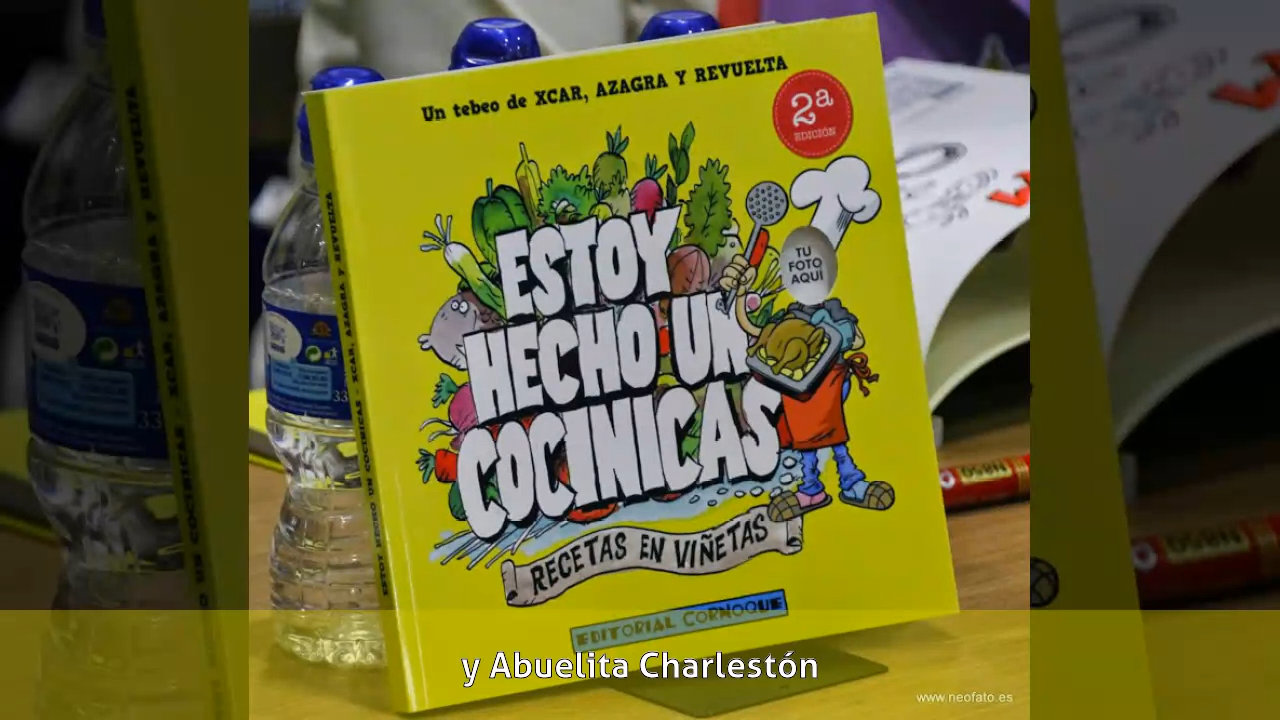 Un tebeo de XCAR, AZAGRA Y REVUELTA
2ª
EDICIÓN
TU
FOTO
AQUÍ
ESTOY
HECHO UN
COCINICAS
RECETAS EN VIÑETAS
EDITORIAL CORNOQUE
ESTOY HECHO UN COCINICAS - XCAR, AZAGRA Y REVUELTA
33
y Abuelita Charlestón
www.neofato.es